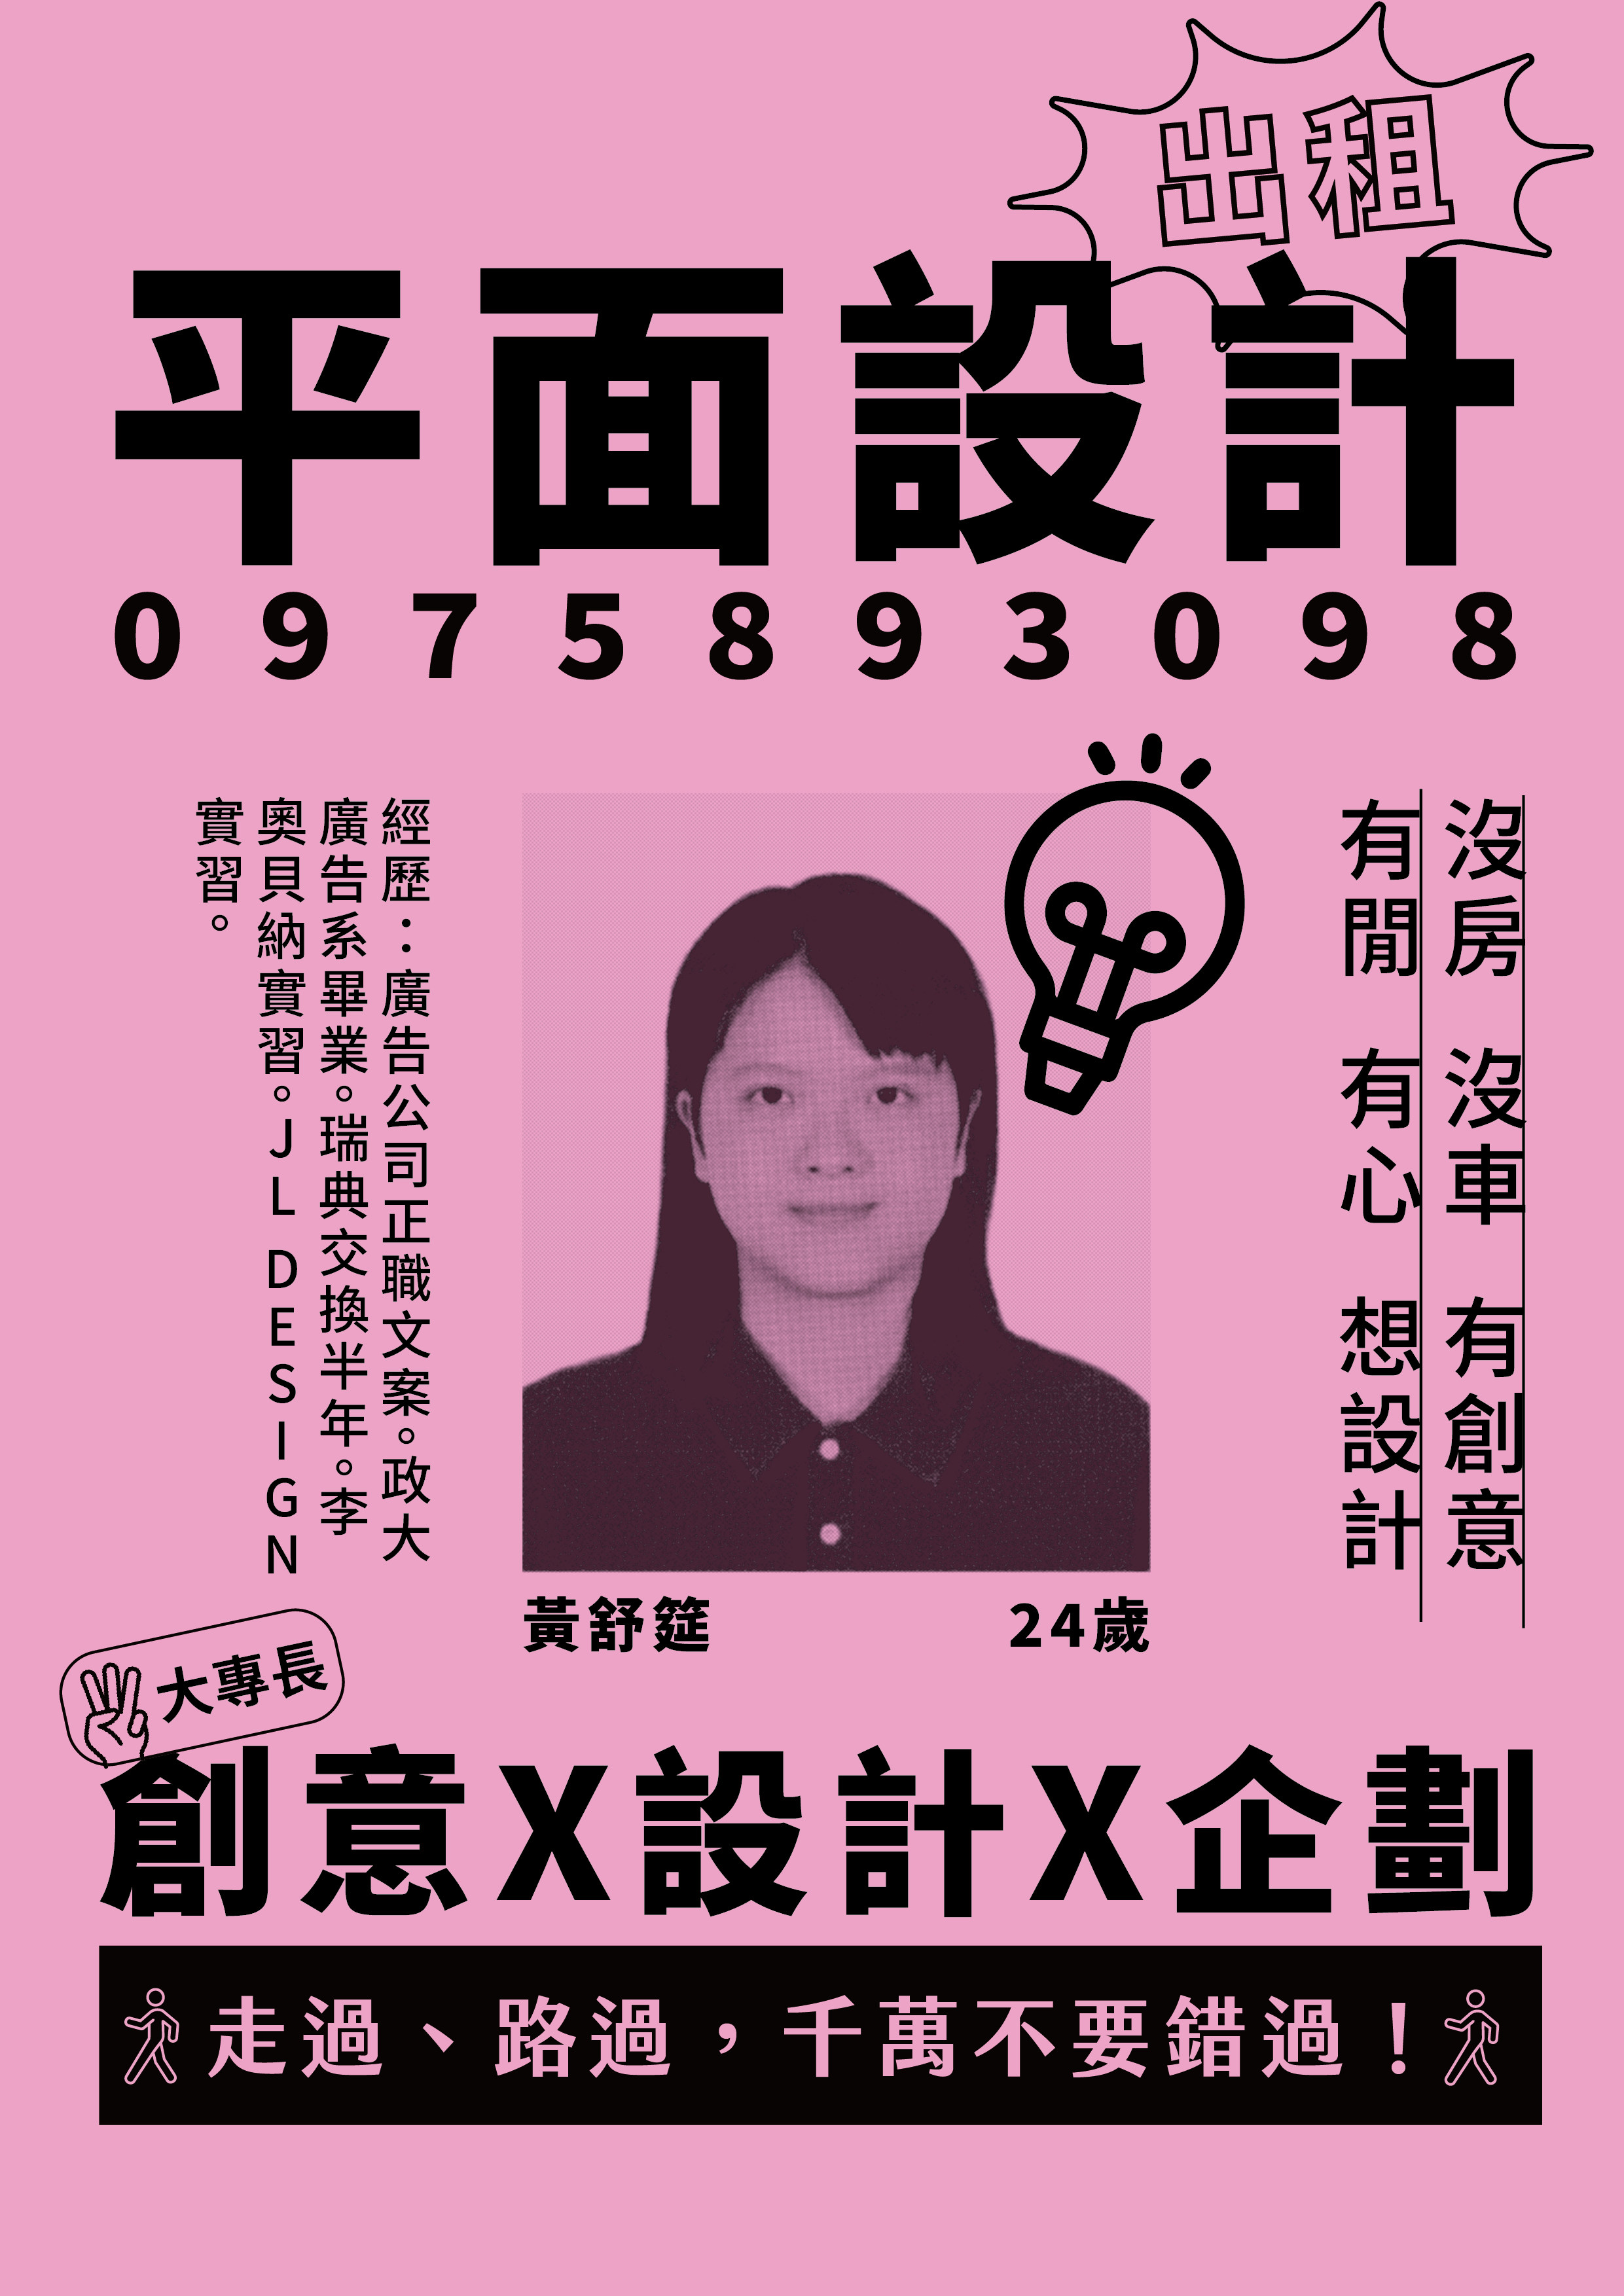 出租
平面設計
0975893098
沒房 沒車 有創意
有閒 有心 想設計
經歷：廣告公司正職文案。政大
廣告系畢業。瑞典交換半年。李
奧貝納實習。JL DESIGN
實習。
黃舒筵 24歲
大專長
創意X設計X企劃
走過、路過，千萬不要錯過！